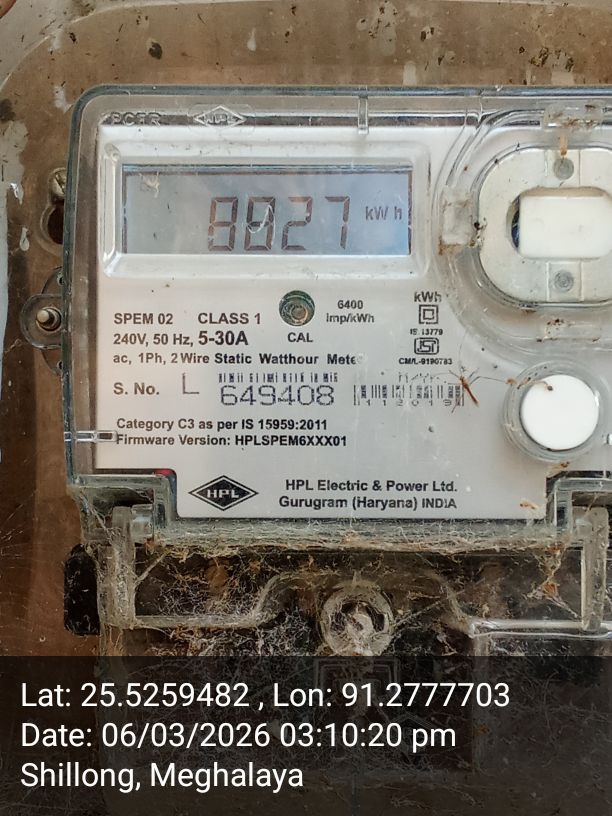 HPL
8827 kWh
SPEM 02 CLASS 1
240V, 50 Hz, 5-30A
ac, 1Ph, 2 Wire Static Watthour Mete
CAL
6400
imp/kWh
kWh
IS 13779
CM/L-9190783
S. No. L 649408
112019
Category C3 as per IS 15959:2011
Firmware Version: HPLSPEM6XXX01
HPL
HPL Electric & Power Ltd.
Gurugram (Haryana) INDIA
Lat: 25.5259482 , Lon: 91.2777703
Date: 06/03/2026 03:10:20 pm
Shillong, Meghalaya